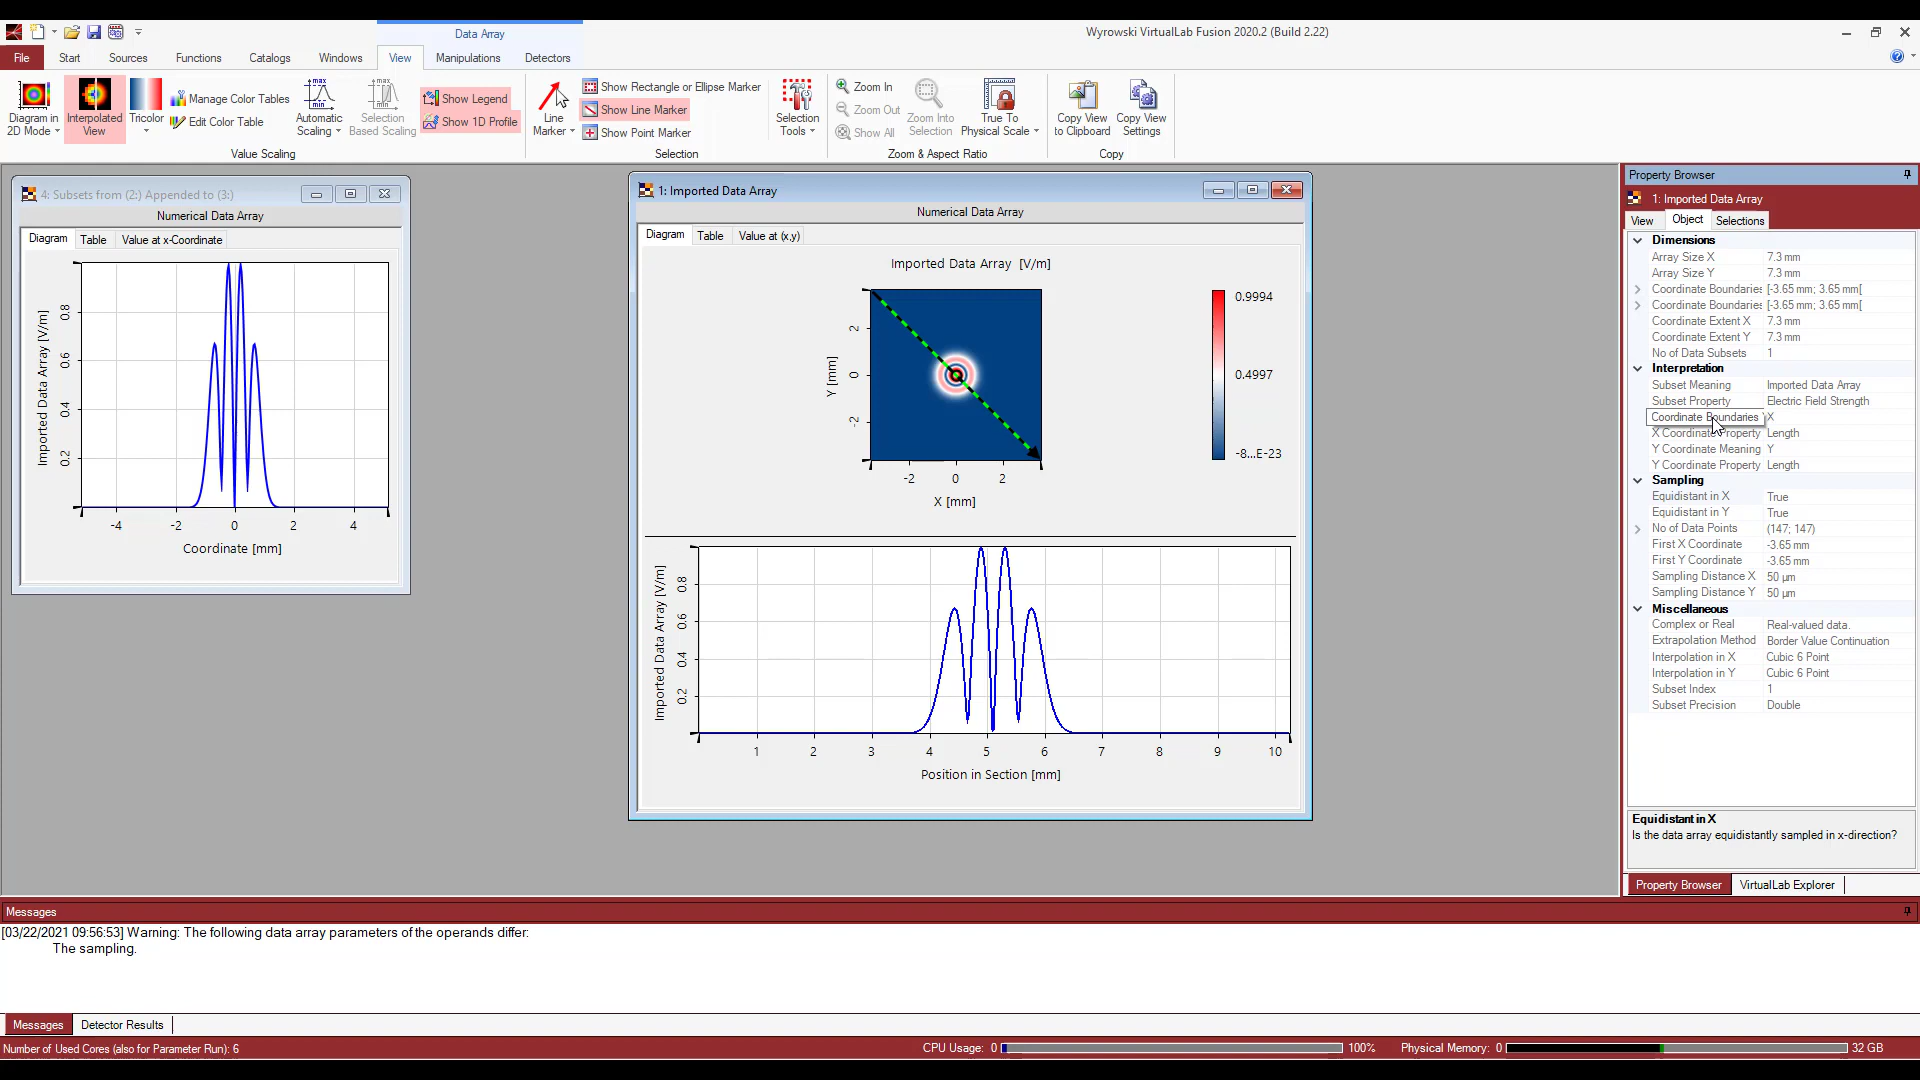 Data Array
Wyrowski VirtualLab Fusion 2020.2 (Build 2.22)
File Start Sources Functions Catalogs Windows View Manipulations Detectors
Diagram in 2D Mode
Interpolated View
Tricolor
Manage Color Tables
Edit Color Table
Automatic Scaling
Selection Based Scaling
Show Legend
Show 1D Profile
Value Scaling
Line Marker
Show Rectangle or Ellipse Marker
Show Line Marker
Show Point Marker
Selection
Selection Tools
Zoom In
Zoom Out
Show All
Zoom Into Selection
True To Physical Scale
Zoom & Aspect Ratio
Copy View to Clipboard
Copy View Settings
Copy
4: Subsets from (2:) Appended to (3:)
Numerical Data Array
Diagram Table Value at x-Coordinate
Imported Data Array [V/m]
0.8
0.6
0.4
0.2
-4 -2 0 2 4
Coordinate [mm]
1: Imported Data Array
Numerical Data Array
Diagram Table Value at (x,y)
Imported Data Array [V/m]
Y [mm]
2
0
-2
-2 0 2
X [mm]
0.9994
0.4997
-8...E-23
Imported Data Array [V/m]
0.8
0.6
0.4
0.2
1 2 3 4 5 6 7 8 9 10
Position in Section [mm]
Property Browser
1: Imported Data Array
View Object Selections
Dimensions
Array Size X 7.3 mm
Array Size Y 7.3 mm
Coordinate Boundaries [-3.65 mm; 3.65 mm[
Coordinate Boundaries [-3.65 mm; 3.65 mm[
Coordinate Extent X 7.3 mm
Coordinate Extent Y 7.3 mm
No of Data Subsets 1
Interpretation
Subset Meaning Imported Data Array
Subset Property Electric Field Strength
Coordinate Boundaries X
X Coordinate Property Length
Y Coordinate Meaning Y
Y Coordinate Property Length
Sampling
Equidistant in X True
Equidistant in Y True
No of Data Points (147; 147)
First X Coordinate -3.65 mm
First Y Coordinate -3.65 mm
Sampling Distance X 50 µm
Sampling Distance Y 50 µm
Miscellaneous
Complex or Real Real-valued data.
Extrapolation Method Border Value Continuation
Interpolation in X Cubic 6 Point
Interpolation in Y Cubic 6 Point
Subset Index 1
Subset Precision Double
Equidistant in X
Is the data array equidistantly sampled in x-direction?
Property Browser VirtualLab Explorer
Messages
[03/22/2021 09:56:53] Warning: The following data array parameters of the operands differ:
The sampling.
Messages Detector Results
Number of Used Cores (also for Parameter Run): 6
CPU Usage: 0 100% Physical Memory: 0 32 GB